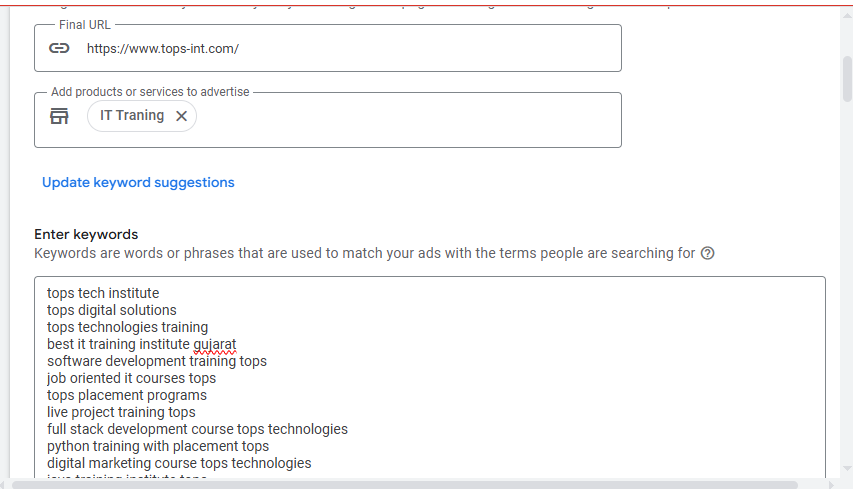 Final URL
https://www.tops-int.com/
Add products or services to advertise
IT Traning
Update keyword suggestions
Enter keywords
Keywords are words or phrases that are used to match your ads with the terms people are searching for
tops tech institute
tops digital solutions
tops technologies training
best it training institute gujarat
software development training tops
job oriented it courses tops
tops placement programs
live project training tops
full stack development course tops technologies
python training with placement tops
digital marketing course tops technologies